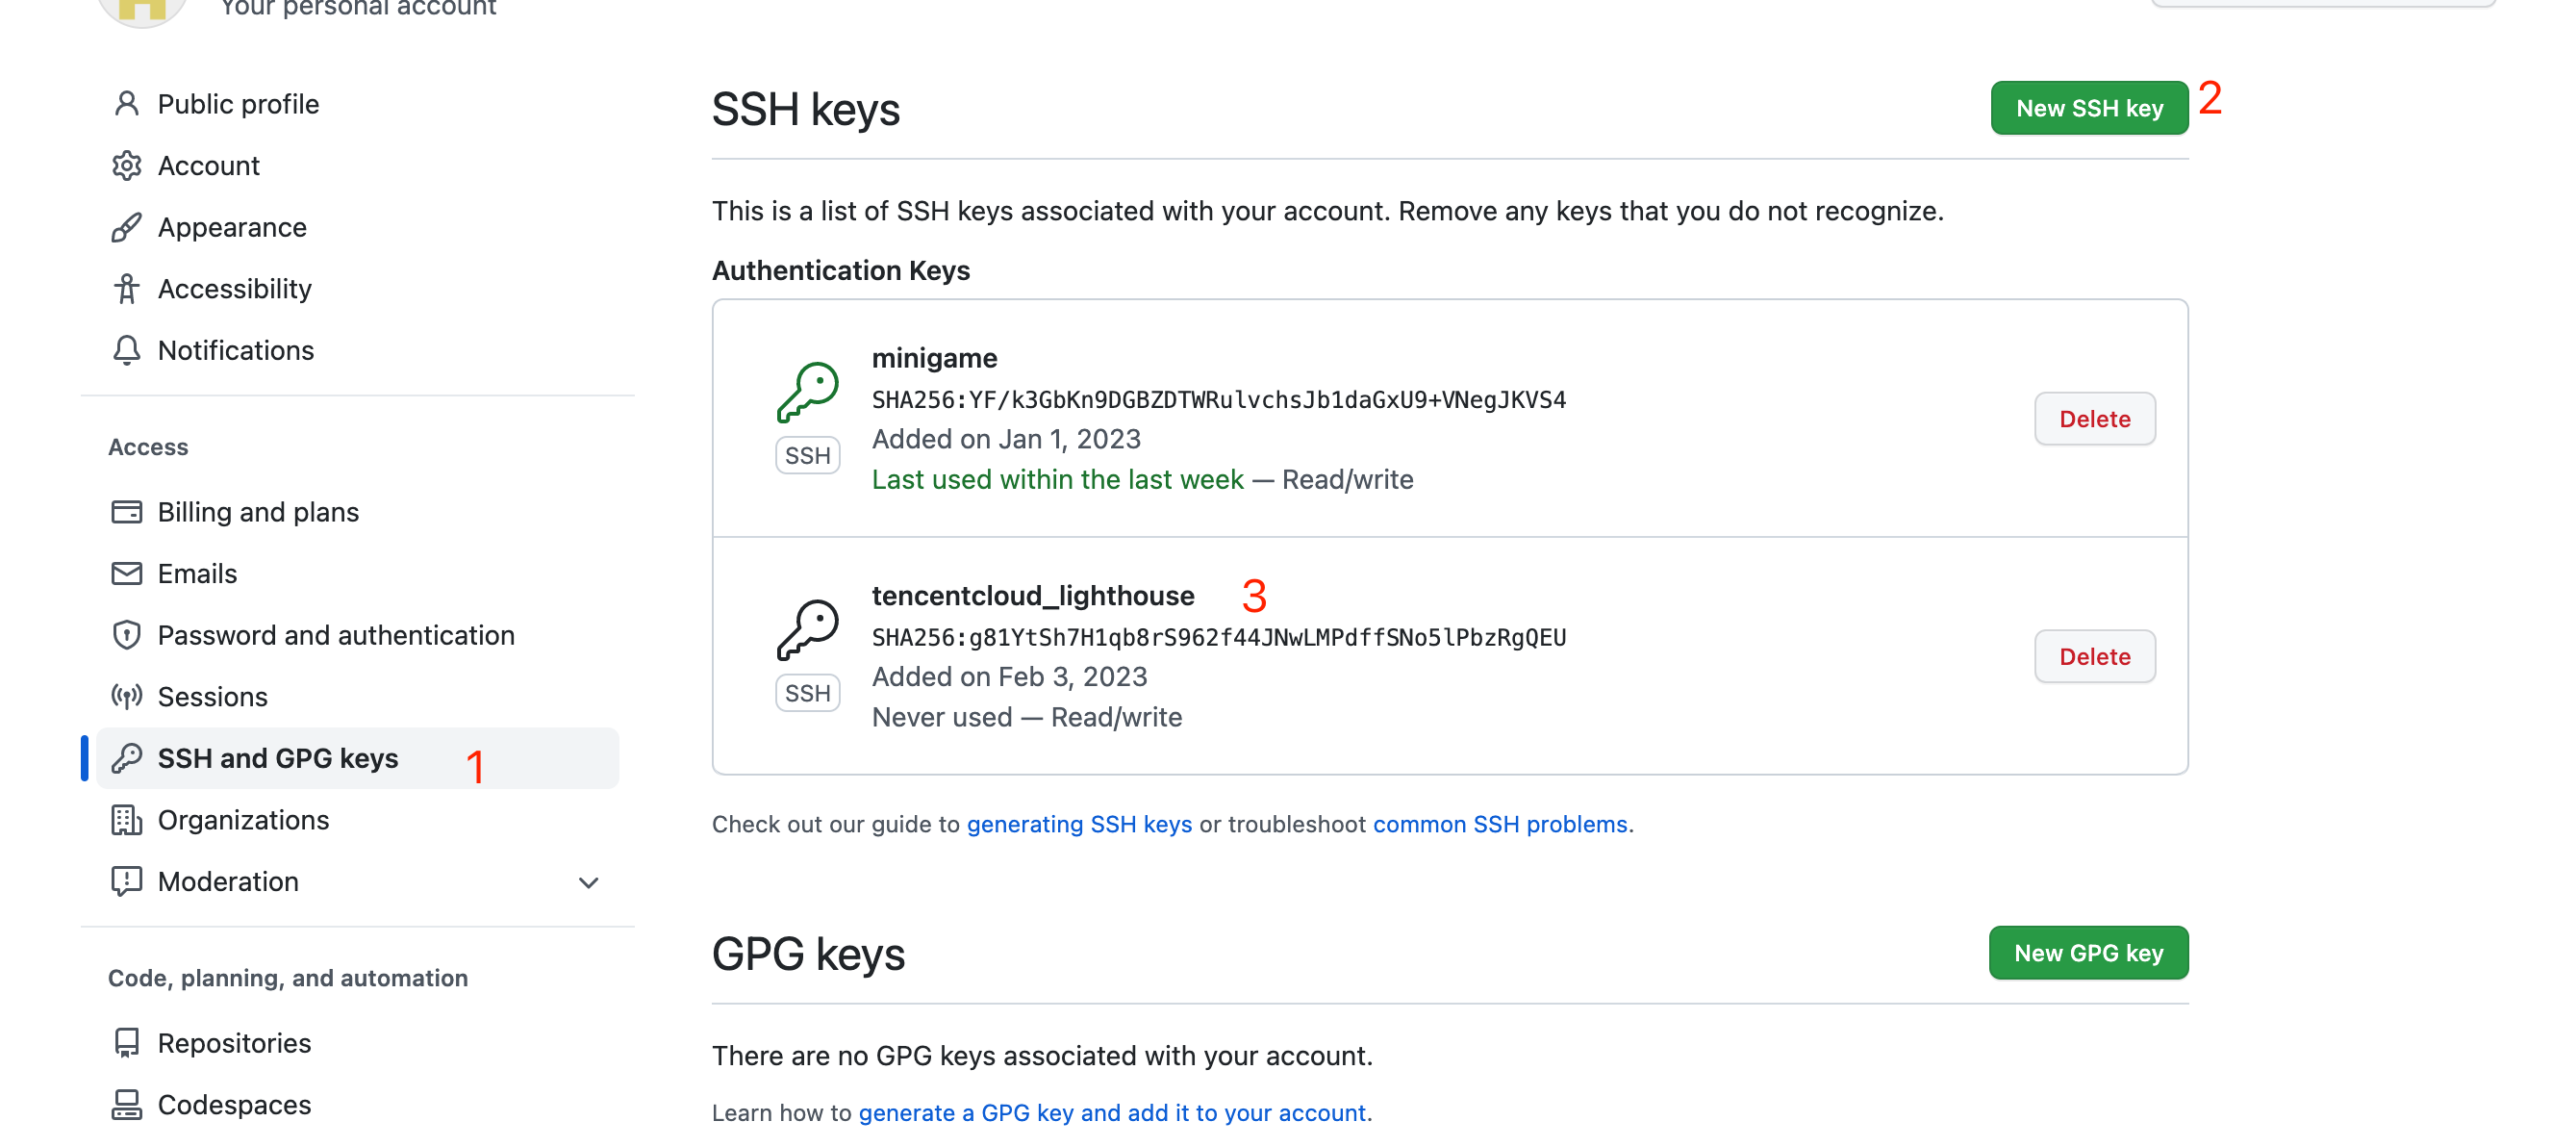 Your personal account
Public profile
Account
Appearance
Accessibility
Notifications
Access
Billing and plans
Emails
Password and authentication
Sessions
SSH and GPG keys 1
Organizations
Moderation
Code, planning, and automation
Repositories
Codespaces
SSH keys
New SSH key 2
This is a list of SSH keys associated with your account. Remove any keys that you do not recognize.
Authentication Keys
minigame
SHA256:YF/k3GbKn9DGBZDTWRulvchsJb1daGxU9+VNegJKVS4
Added on Jan 1, 2023
SSH
Last used within the last week — Read/write
Delete
tencentcloud_lighthouse 3
SHA256:g81YtSh7H1qb8rS962f44JNwLMPdffSNo5lPbzRgQEU
Added on Feb 3, 2023
SSH
Never used — Read/write
Delete
Check out our guide to generating SSH keys or troubleshoot common SSH problems.
GPG keys
New GPG key
There are no GPG keys associated with your account.
Learn how to generate a GPG key and add it to your account.